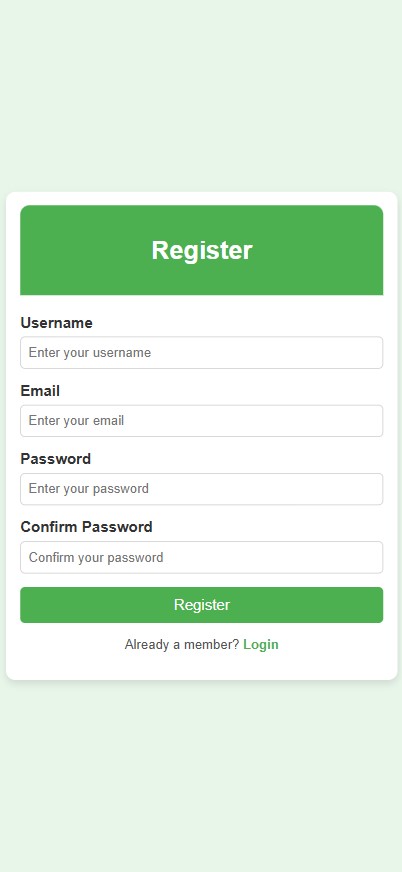 Register
Username
Enter your username
Email
Enter your email
Password
Enter your password
Confirm Password
Confirm your password
Register
Already a member? Login